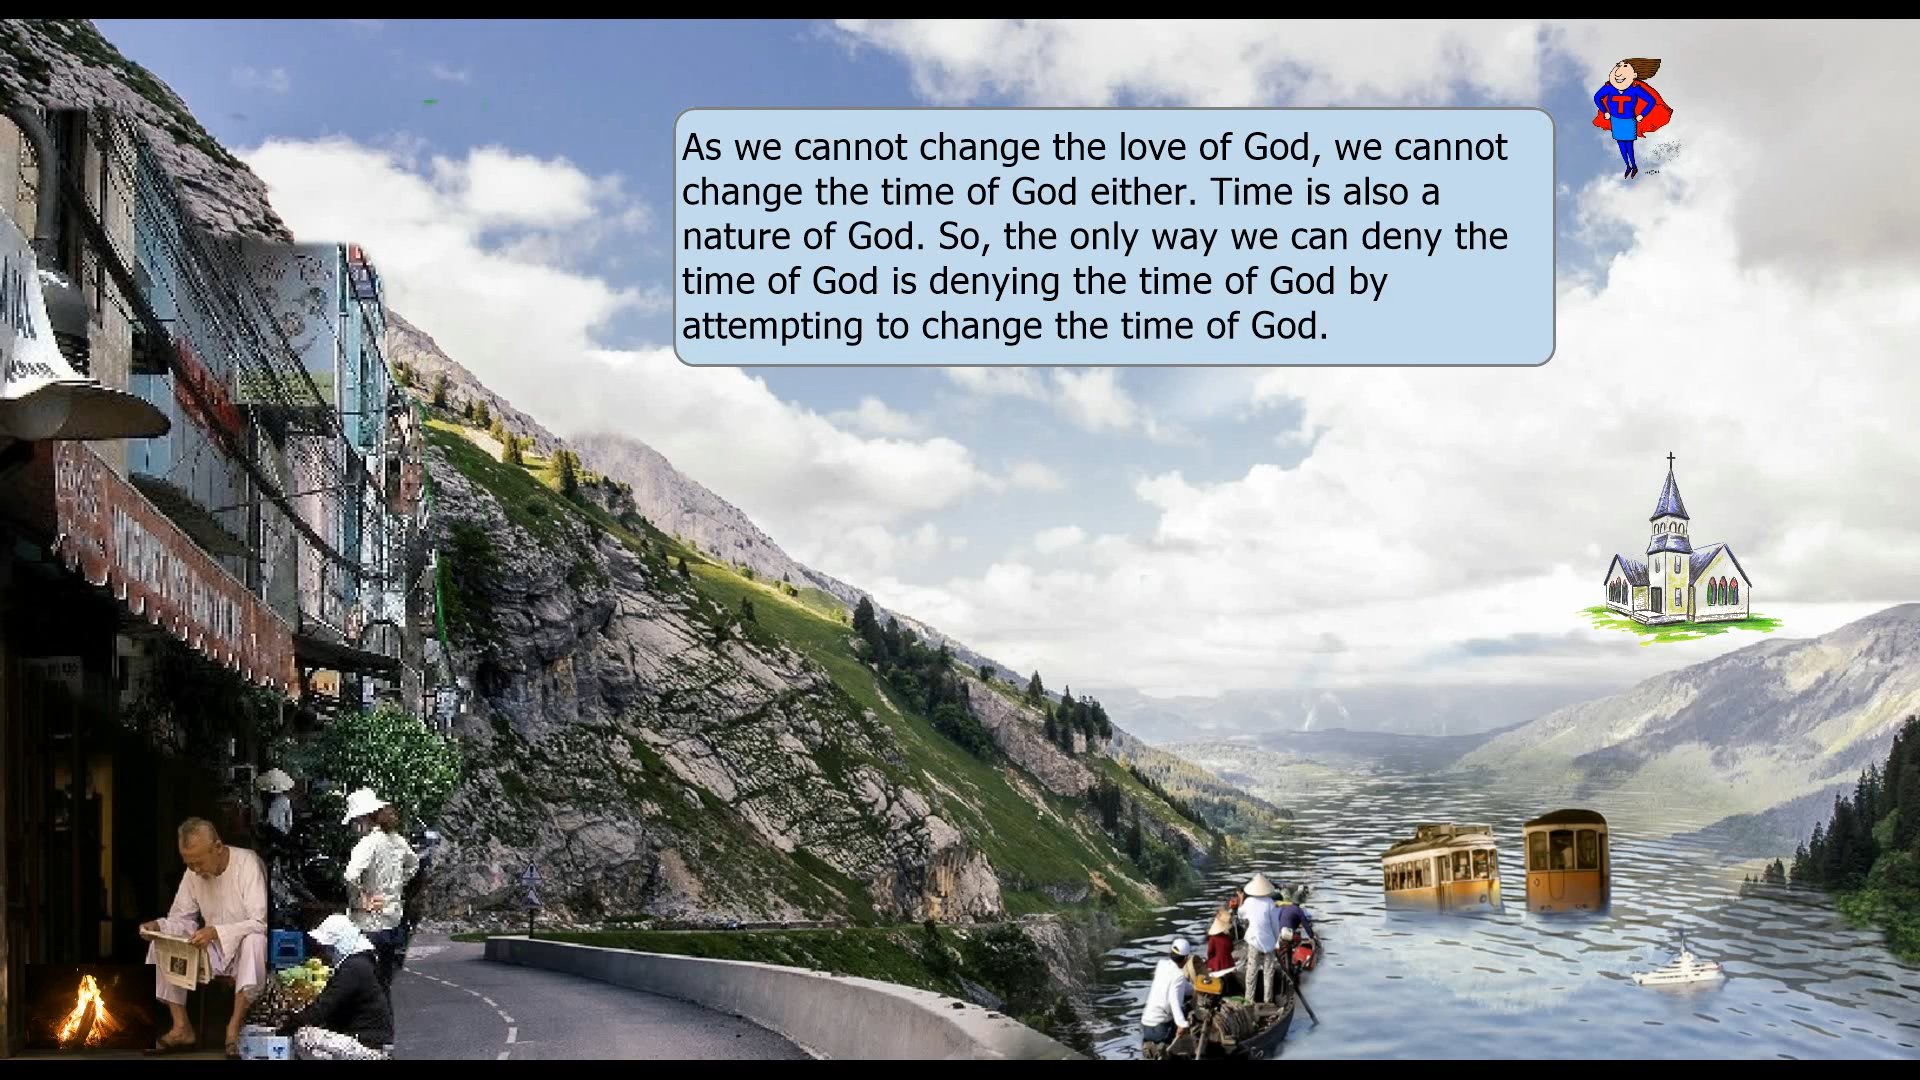 As we cannot change the love of God, we cannot
change the time of God either. Time is also a
nature of God. So, the only way we can deny the
time of God is denying the time of God by
attempting to change the time of God.
T